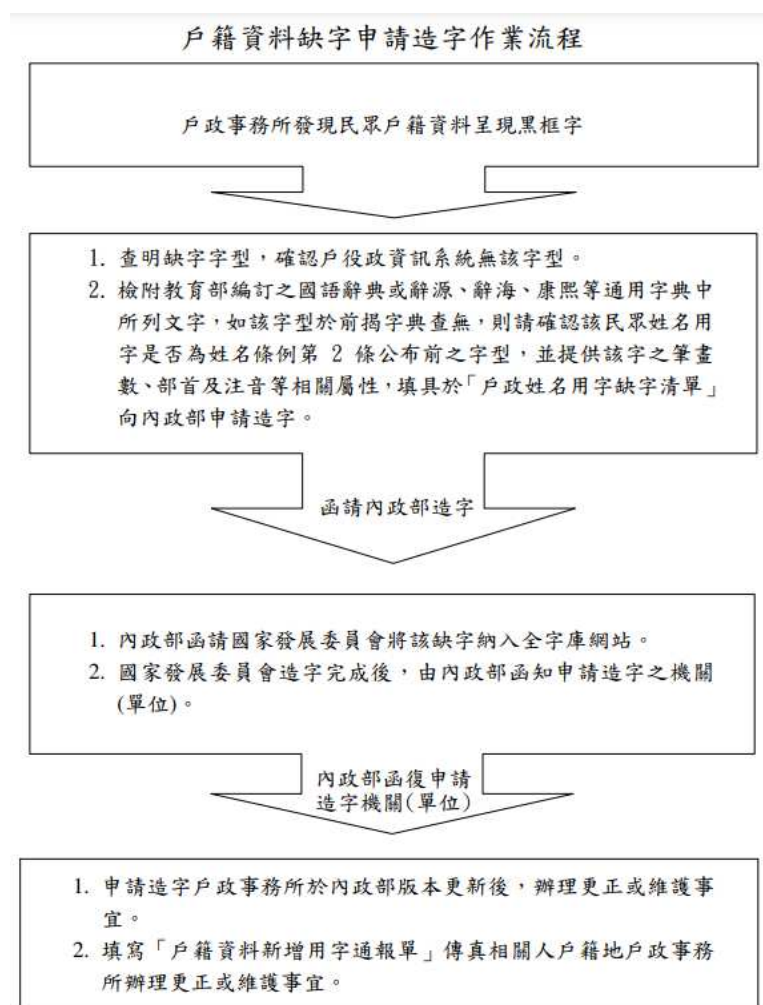 戶籍資料缺字申請造字作業流程
戶政事務所發現民眾戶籍資料呈現黑框字
1. 查明缺字字型，確認戶役政資訊系統無該字型。
2. 檢附教育部編訂之國語辭典或辭源、辭海、康熙等通用字典中
所列文字，如該字型於前揭字典查無，則請確認該民眾姓名用
字是否為姓名條例第 2 條公布前之字型，並提供該字之筆畫
數、部首及注音等相關屬性，填具於「戶政姓名用字缺字清單」
向內政部申請造字。
函請內政部造字
1. 內政部函請國家發展委員會將該缺字納入全字庫網站。
2. 國家發展委員會造字完成後，由內政部函知申請造字之機關
(單位)。
內政部函復申請
造字機關(單位)
1. 申請造字戶政事務所於內政部版本更新後，辦理更正或維護事
宜。
2. 填寫「戶籍資料新增用字通報單」傳真相關人戶籍地戶政事務
所辦理更正或維護事宜。